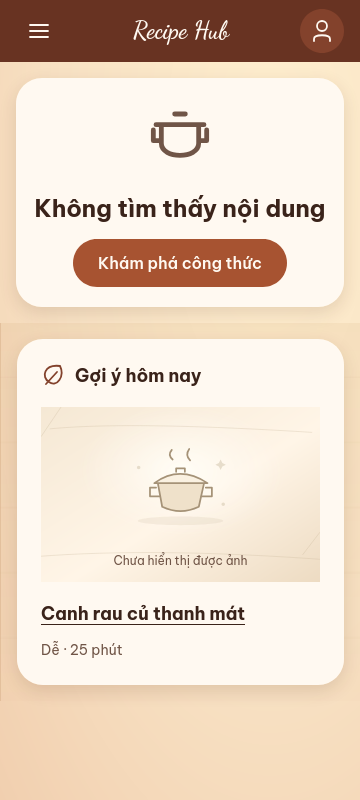 Recipe Hub
Không tìm thấy nội dung
Khám phá công thức
Gợi ý hôm nay
Chưa hiển thị được ảnh
Canh rau củ thanh mát
Dễ · 25 phút